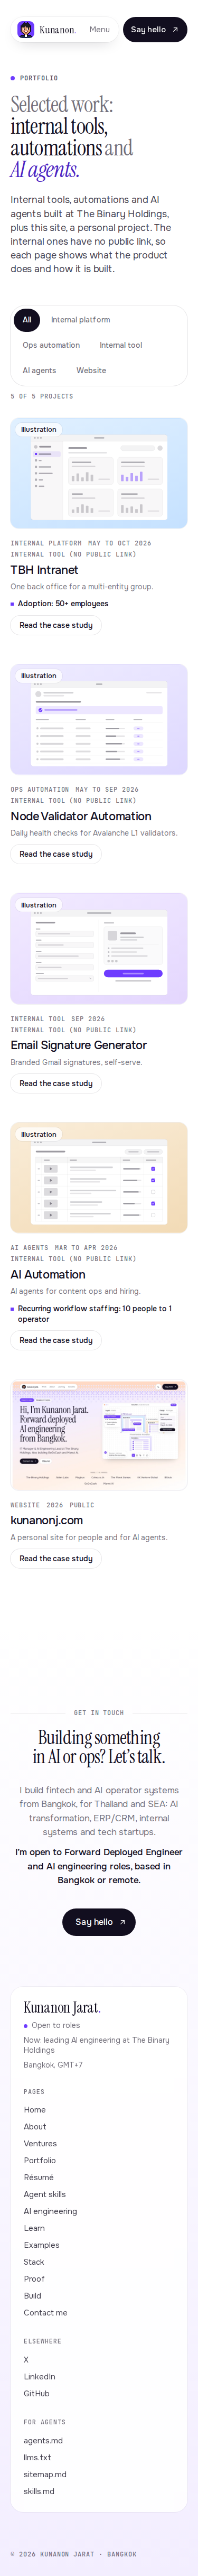 Kunanon.
Menu
Say hello ↗
PORTFOLIO
Selected work:
internal tools,
automations and
AI agents.
Internal tools, automations and AI
agents built at The Binary Holdings,
plus this site, a personal project. The
internal ones have no public link, so
each page shows what the product
does and how it is built.
All
Internal platform
Ops automation
Internal tool
AI agents
Website
5 OF 5 PROJECTS
Illustration
INTERNAL PLATFORM MAY TO OCT 2026
INTERNAL TOOL (NO PUBLIC LINK)
TBH Intranet
One back office for a multi-entity group.
Adoption: 50+ employees
Read the case study
Illustration
OPS AUTOMATION MAY TO SEP 2026
INTERNAL TOOL (NO PUBLIC LINK)
Node Validator Automation
Daily health checks for Avalanche L1 validators.
Read the case study
Illustration
INTERNAL TOOL SEP 2026
INTERNAL TOOL (NO PUBLIC LINK)
Email Signature Generator
Branded Gmail signatures, self-serve.
Read the case study
Illustration
AI AGENTS MAR TO APR 2026
INTERNAL TOOL (NO PUBLIC LINK)
AI Automation
AI agents for content ops and hiring.
Recurring workflow staffing: 10 people to 1
operator
Read the case study
Hi, I'm Kunanon Jarat.
Forward deployed
AI engineering
from Bangkok.
WEBSITE 2026 PUBLIC
kunanonj.com
A personal site for people and for AI agents.
Read the case study
GET IN TOUCH
Building something
in AI or ops? Let's talk.
I build fintech and AI operator systems
from Bangkok, for Thailand and SEA: AI
transformation, ERP/CRM, internal
systems and tech startups.
I'm open to Forward Deployed Engineer
and AI engineering roles, based in
Bangkok or remote.
Say hello ↗
Kunanon Jarat.
Open to roles
Now: leading AI engineering at The Binary
Holdings
Bangkok, GMT+7
PAGES
Home
About
Ventures
Portfolio
Résumé
Agent skills
AI engineering
Learn
Examples
Stack
Proof
Build
Contact me
ELSEWHERE
X
LinkedIn
GitHub
FOR AGENTS
agents.md
llms.txt
sitemap.md
skills.md
© 2026 KUNANON JARAT · BANGKOK